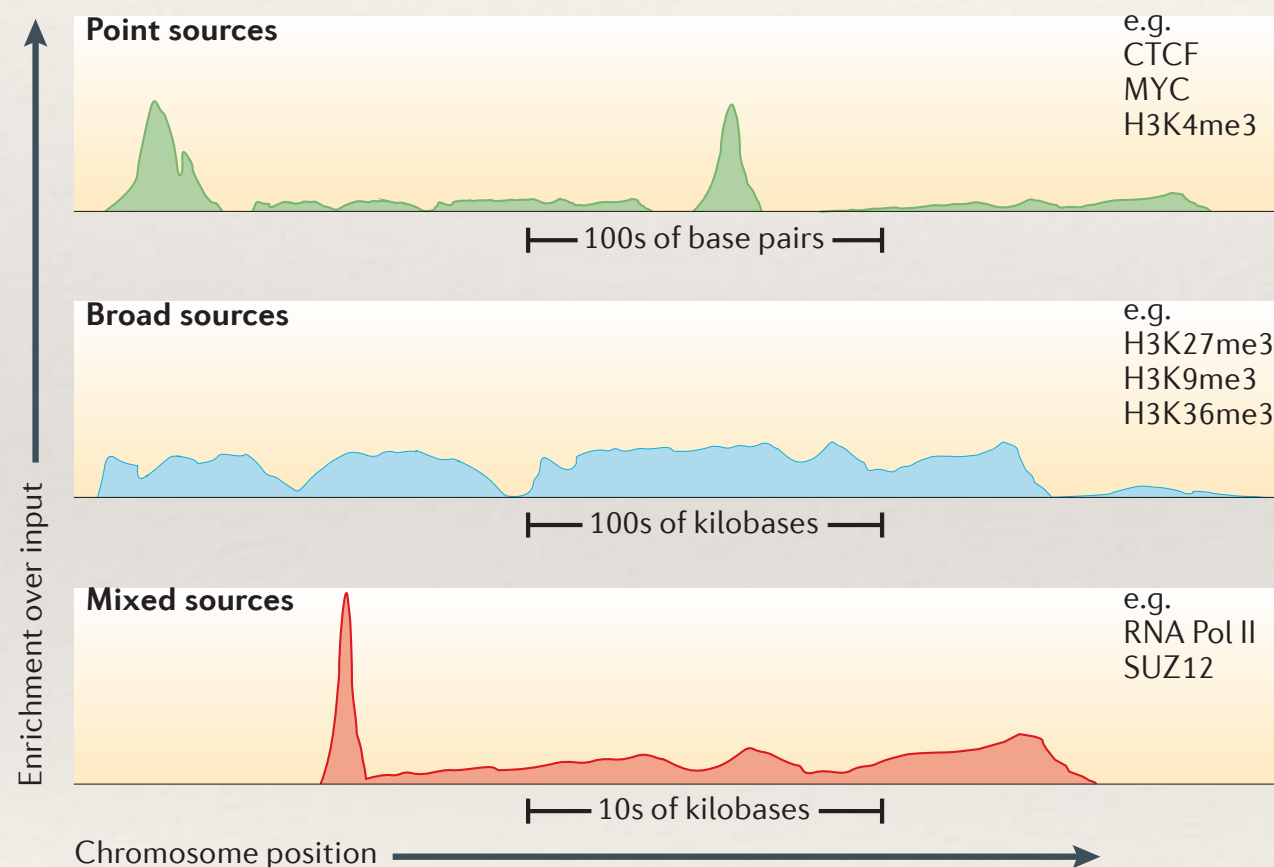 Point sources
e.g.
CTCF
MYC
H3K4me3
100s of base pairs
Broad sources
e.g.
H3K27me3
H3K9me3
H3K36me3
100s of kilobases
Mixed sources
e.g.
RNA Pol II
SUZ12
10s of kilobases
Enrichment over input
Chromosome position